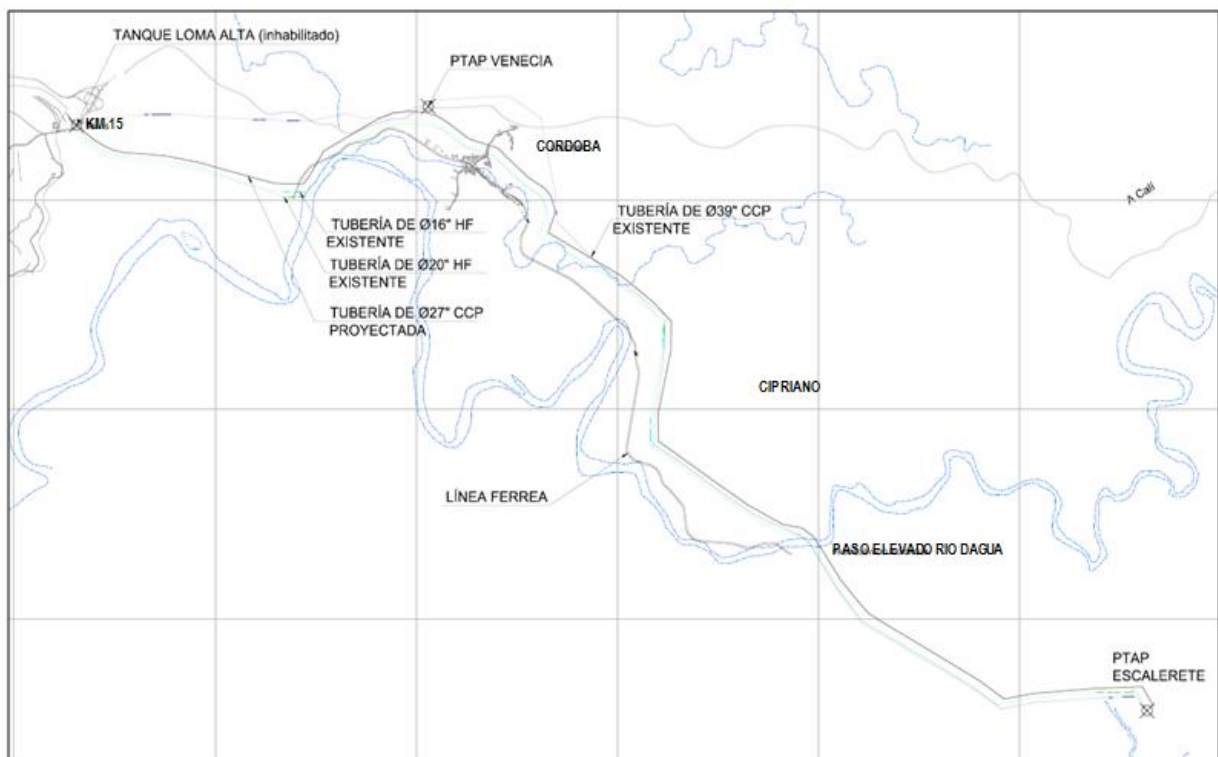 TANQUE LOMA ALTA (inhabilitado)
PTAP VENECIA
KM.15
CORDOBA
A Cali
TUBERÍA DE Ø16" HF
EXISTENTE
TUBERÍA DE Ø20" HF
EXISTENTE
TUBERÍA DE Ø27" CCP
PROYECTADA
TUBERÍA DE Ø39" CCP
EXISTENTE
CIPRIANO
LÍNEA FERREA
PASO ELEVADO RIO DAGUA
PTAP
ESCALERETE